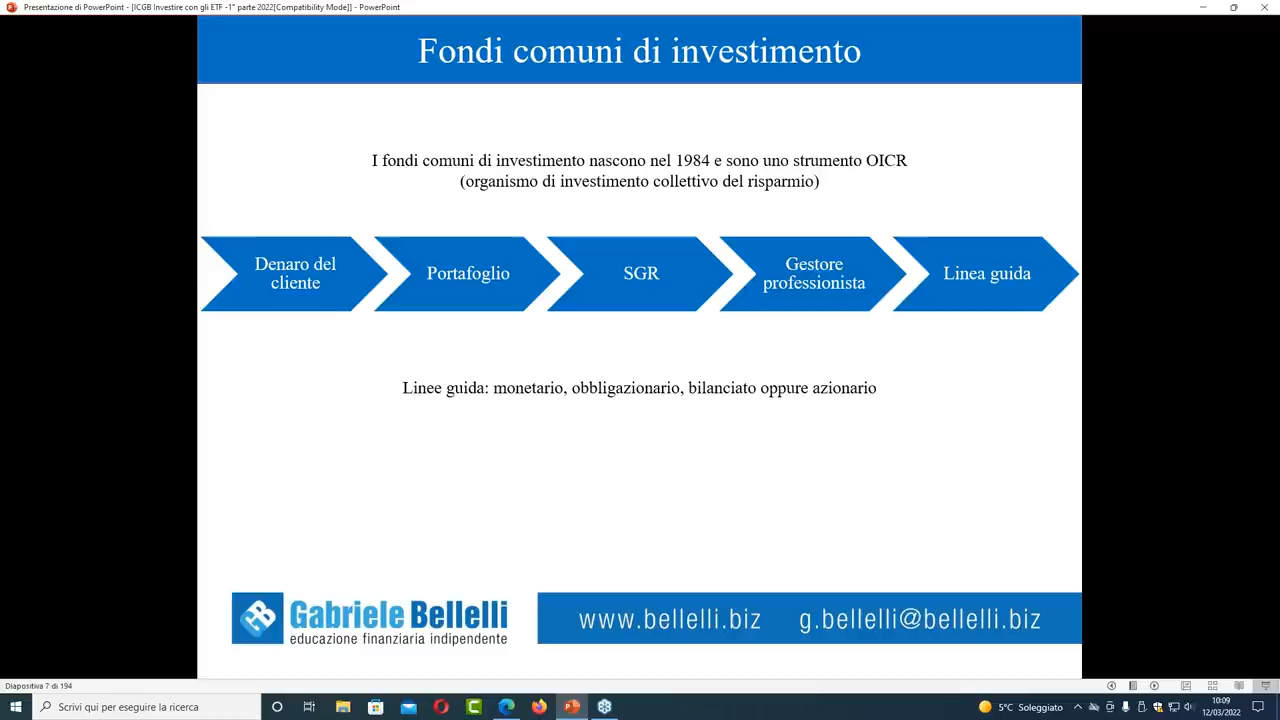 Presentazione di PowerPoint - [ICGB Investire con gli ETF -1° parte 2022[Compatibility Mode]] - PowerPoint
Fondi comuni di investimento
I fondi comuni di investimento nascono nel 1984 e sono uno strumento OICR
(organismo di investimento collettivo del risparmio)
Denaro del
cliente
Portafoglio
SGR
Gestore
professionista
Linea guida
Linee guida: monetario, obbligazionario, bilanciato oppure azionario
Gabriele Bellelli
educazione finanziaria indipendente
www.bellelli.biz g.bellelli@bellelli.biz
Diapositiva 7 di 194
Scrivi qui per eseguire la ricerca
5°C Soleggiato
10:09
12/03/2022